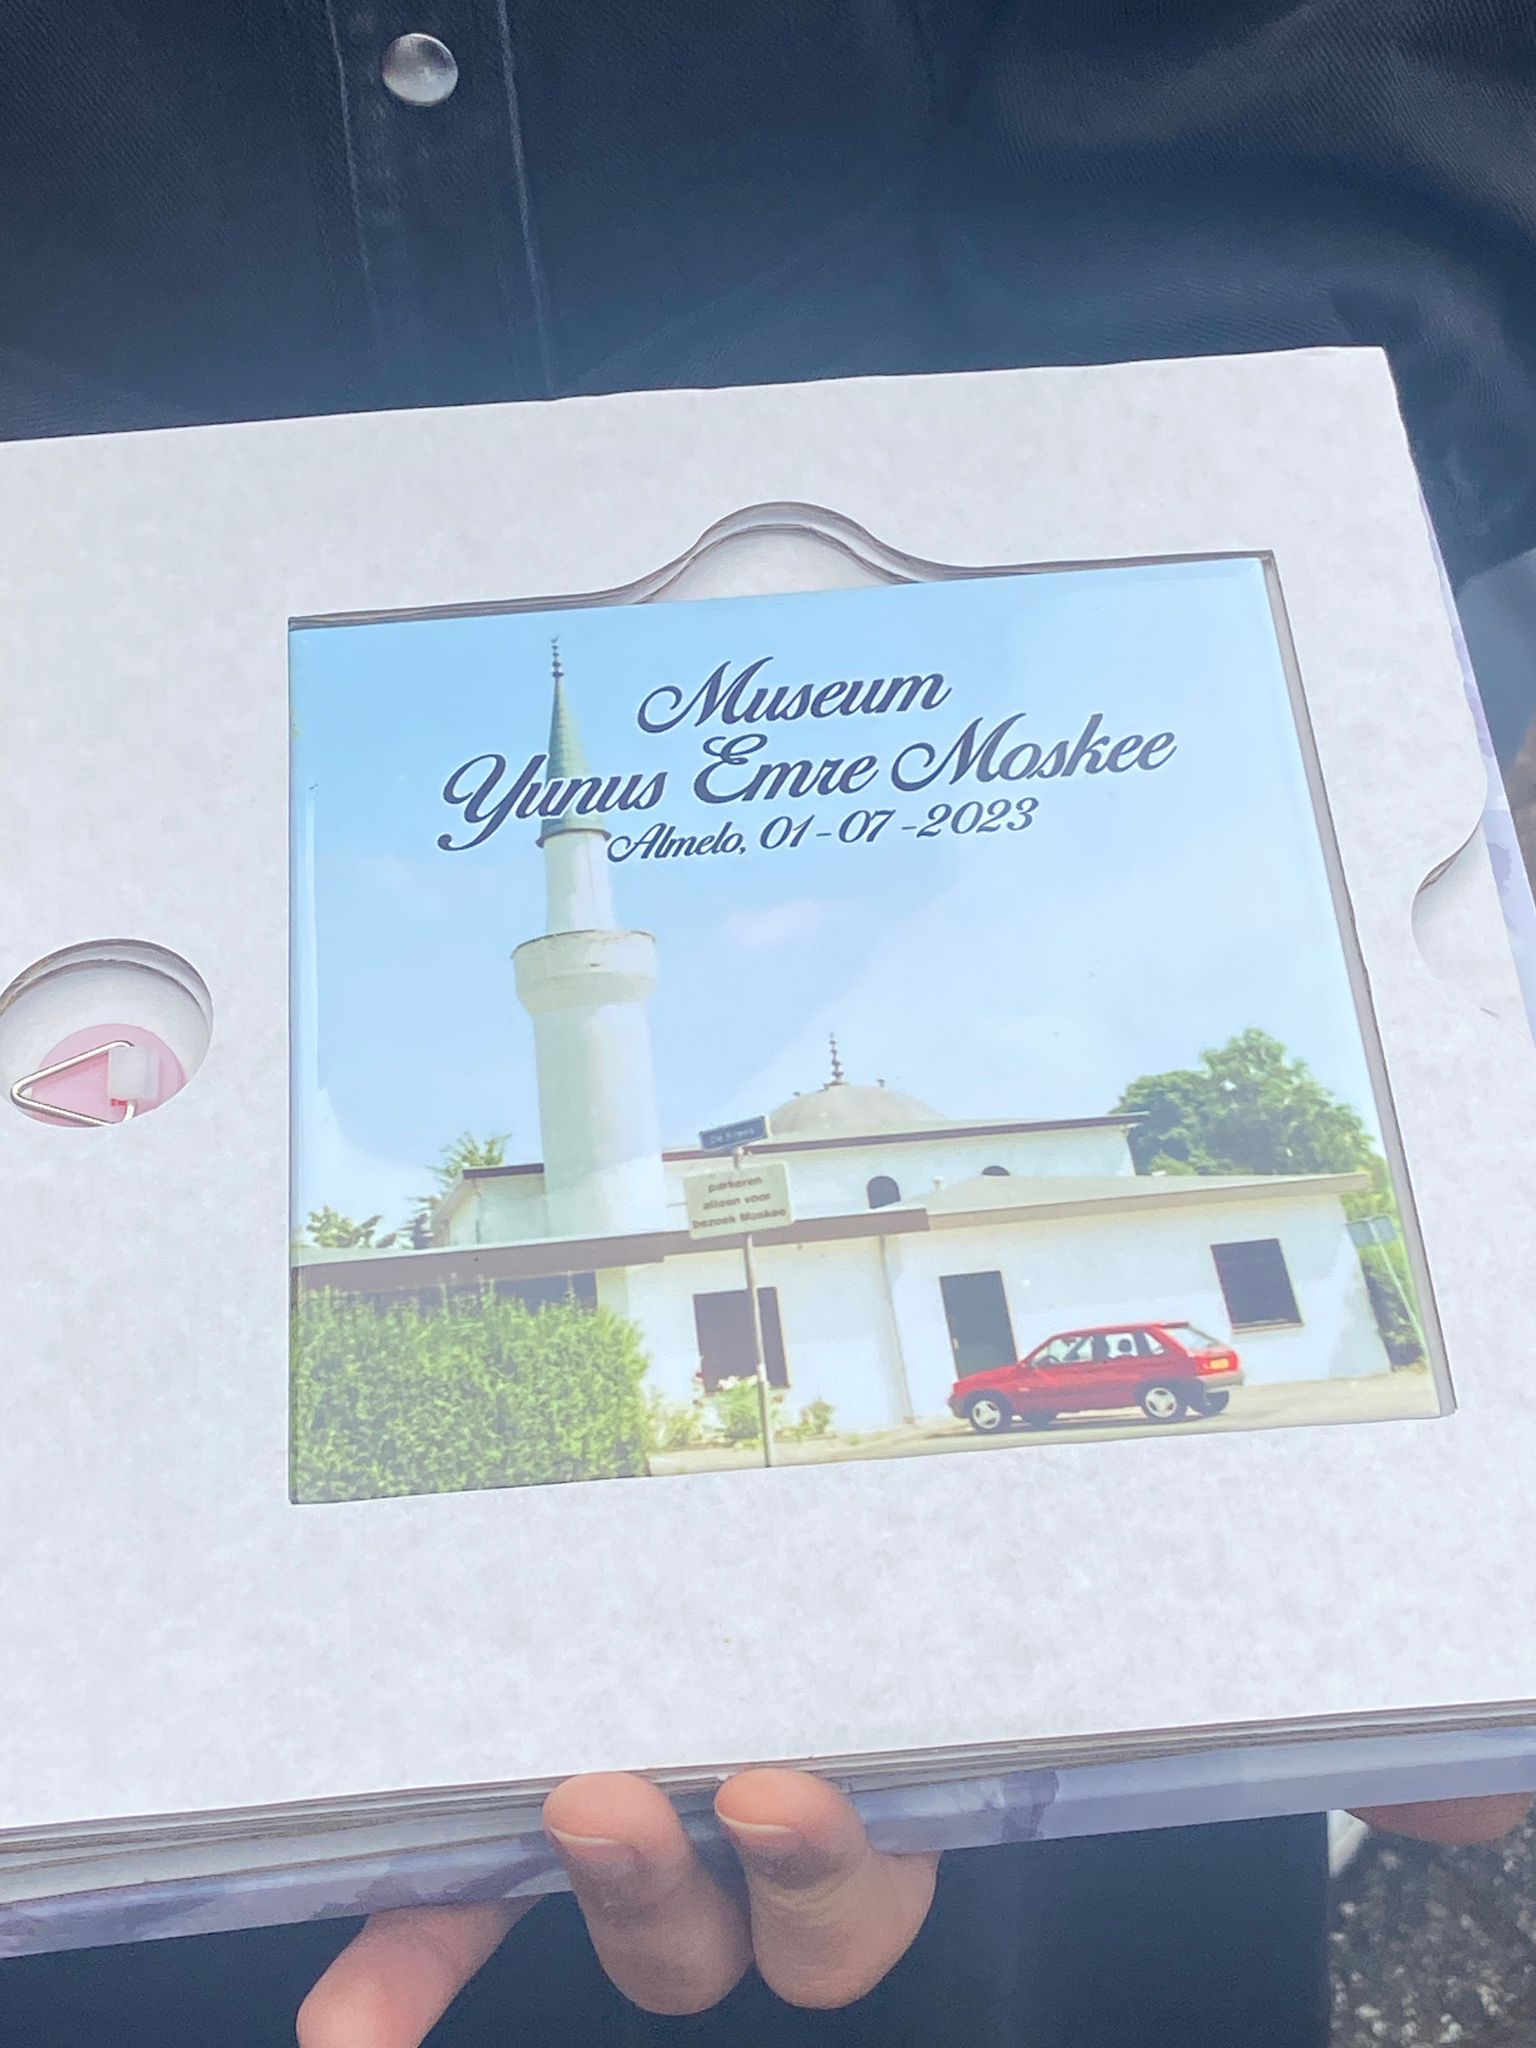 Museum
Yunus Emre Moskee
Almelo, 01-07-2023
parkeren
alleen voor
bezoek Moskee